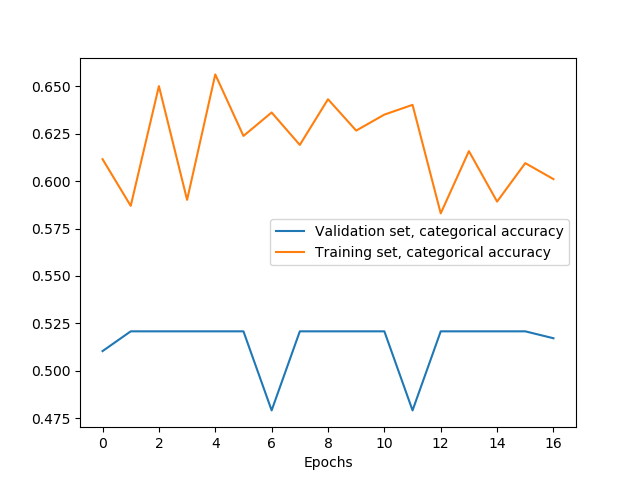 0.650
0.625
0.600
0.575
0.550
0.525
0.500
0.475
Validation set, categorical accuracy
Training set, categorical accuracy
0 2 4 6 8 10 12 14 16
Epochs